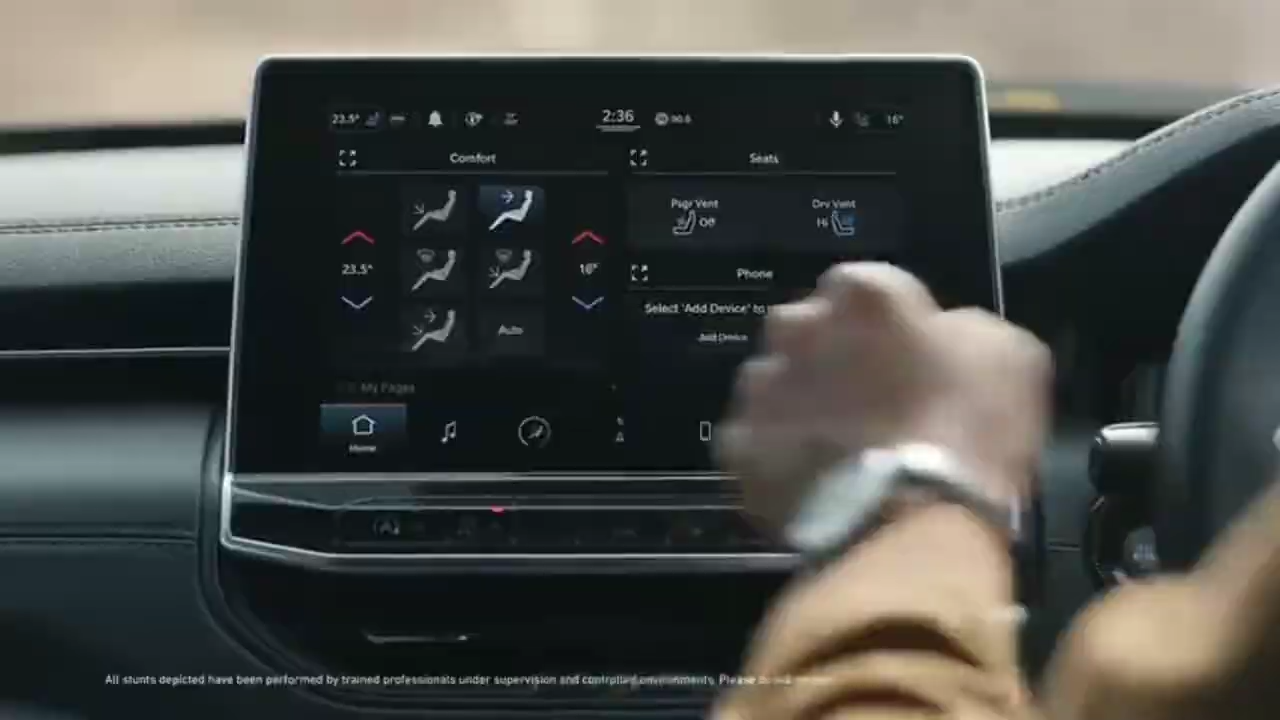 23.5° 2:36 16°
Comfort Seats
Psgr Vent Drv Vent
Off Hi
23.5° 16°
Phone
Select 'Add Device' to
Auto Add Device
My Pages
Home
All stunts depicted have been performed by trained professionals under supervision and controlled environments. Please do not